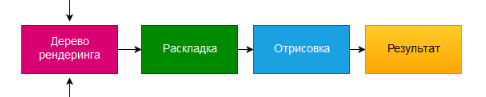 Дерево
рендеринга
Раскладка
Отрисовка
Результат